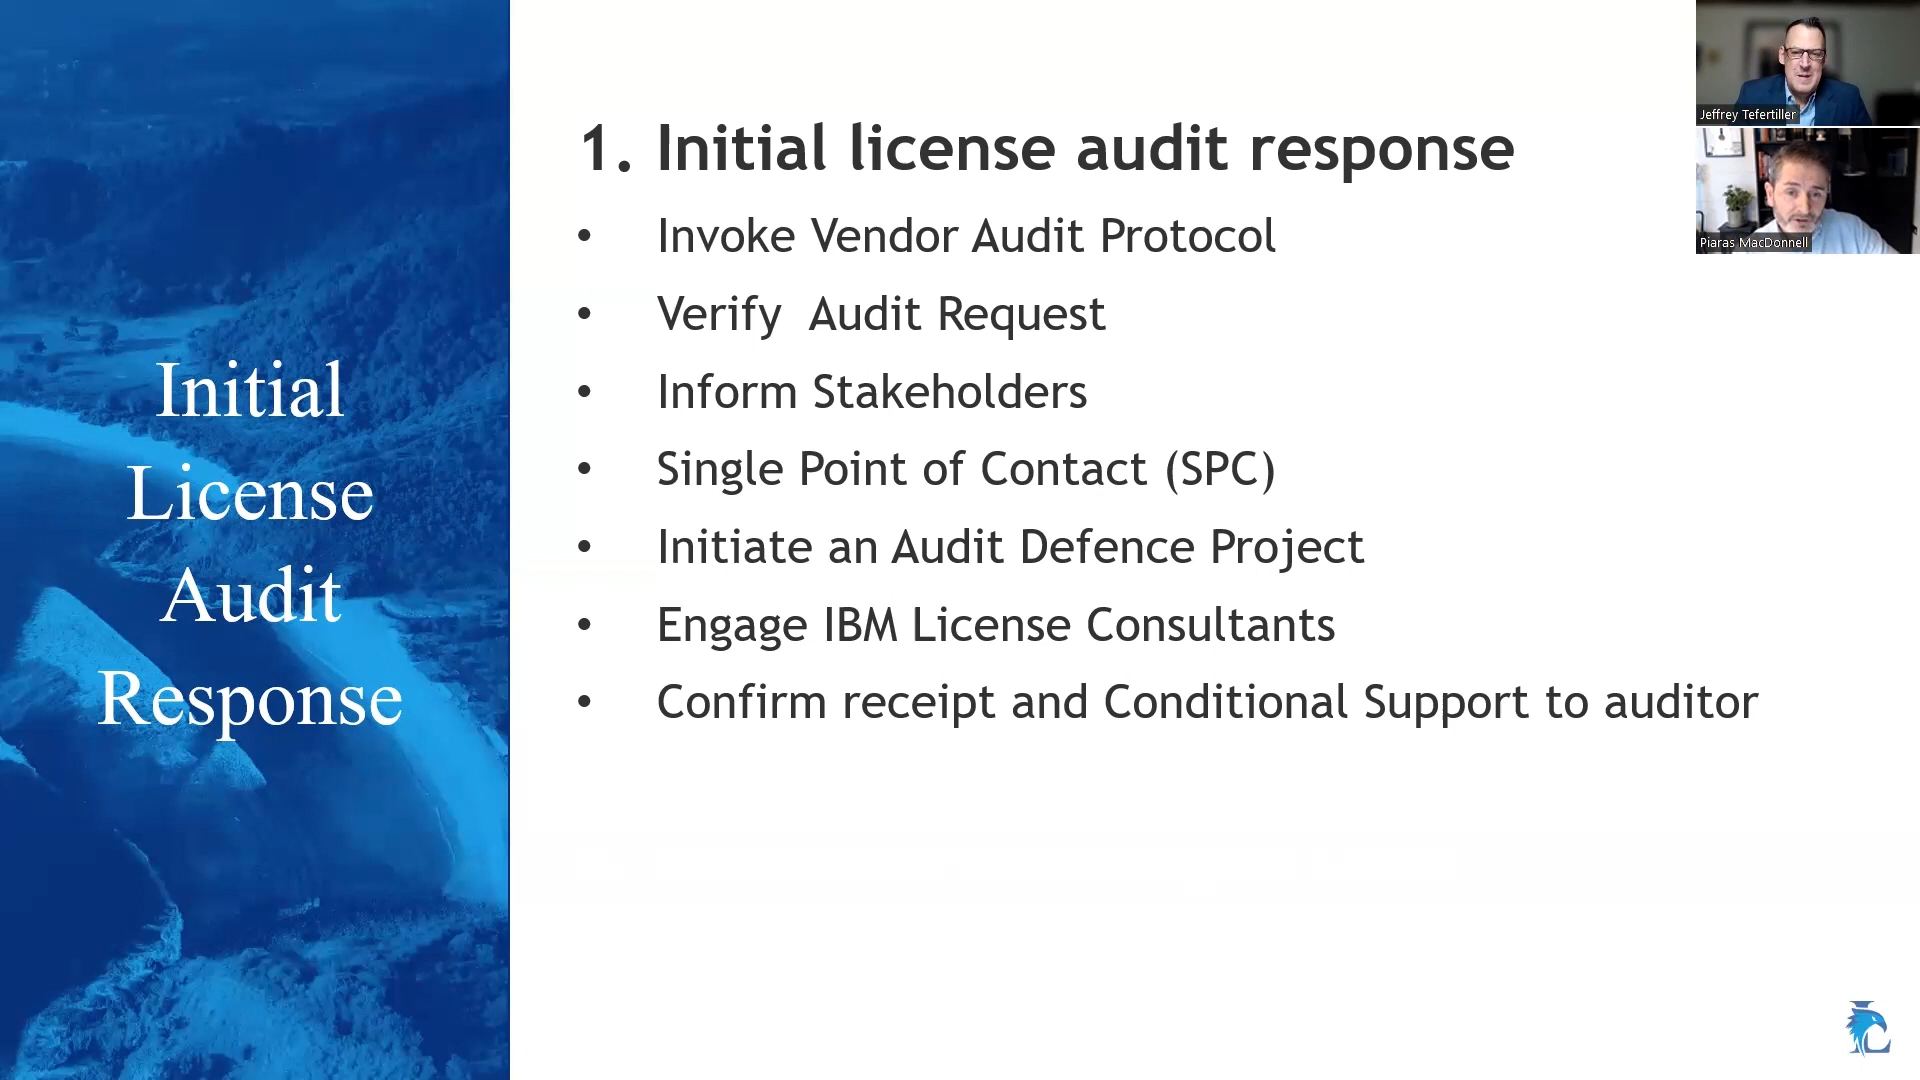 Initial
License
Audit
Response
1. Initial license audit response
• Invoke Vendor Audit Protocol
• Verify  Audit Request
• Inform Stakeholders
• Single Point of Contact (SPC)
• Initiate an Audit Defence Project
• Engage IBM License Consultants
• Confirm receipt and Conditional Support to auditor
Jeffrey Tefertiller
Piaras MacDonnell